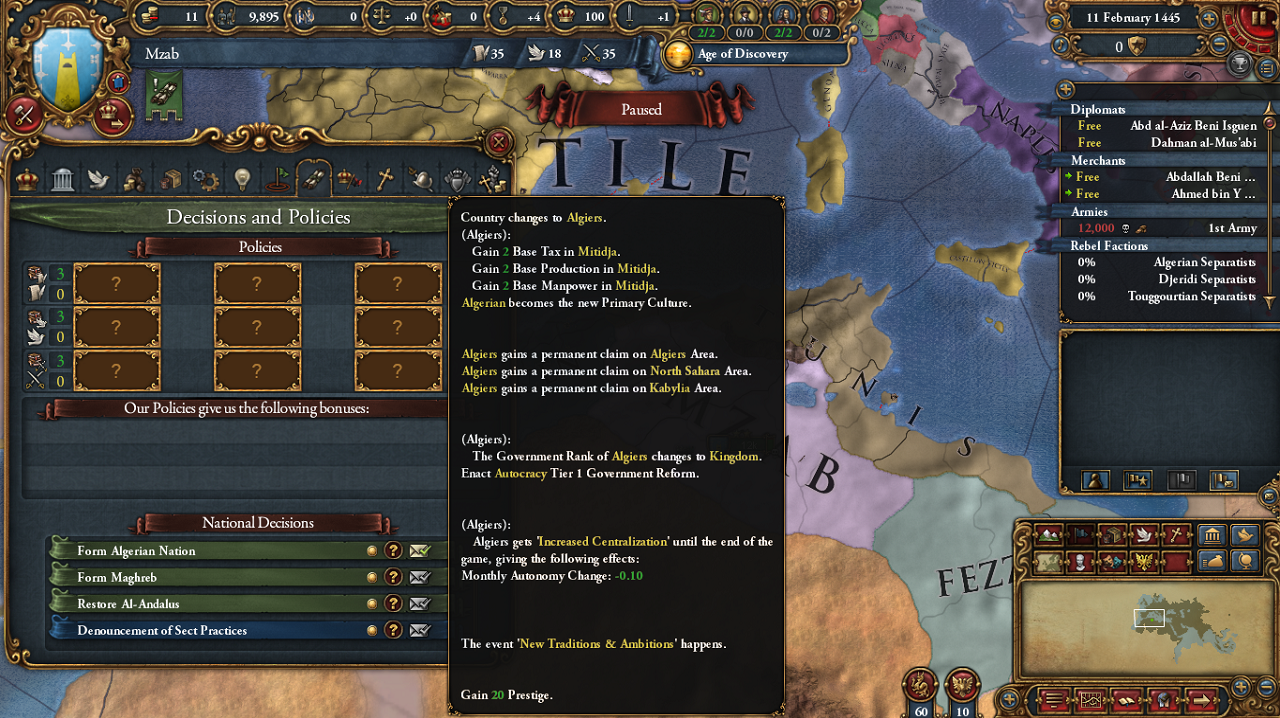 11
9,895
0
+0
0
+4
100
+1
2/2
0/0
2/2
0/2
11 February 1445
0
Mzab
35
18
35
Age of Discovery
Paused
TILE
NAPL
Diplomats
Free Abd al-Aziz Beni Isguen
Free Dahman al-Mus'abi
Merchants
Free Abdallah Beni ...
Free Ahmed bin Y ...
Armies
12,000 1st Army
Rebel Factions
0% Algerian Separatists
0% Djeridi Separatists
0% Touggourtian Separatists
Decisions and Policies
Policies
3
0
? ? ?
3
0
? ? ?
3
0
? ? ?
Our Policies give us the following bonuses:
National Decisions
Form Algerian Nation ?
Form Maghreb ?
Restore Al-Andalus ?
Denouncement of Sect Practices ?
Country changes to Algiers.
(Algiers):
Gain 2 Base Tax in Mitidja.
Gain 2 Base Production in Mitidja.
Gain 2 Base Manpower in Mitidja.
Algerian becomes the new Primary Culture.
Algiers gains a permanent claim on Algiers Area.
Algiers gains a permanent claim on North Sahara Area.
Algiers gains a permanent claim on Kabylia Area.
(Algiers):
The Government Rank of Algiers changes to Kingdom.
Enact Autocracy Tier 1 Government Reform.
(Algiers):
Algiers gets 'Increased Centralization' until the end of the
game, giving the following effects:
Monthly Autonomy Change: -0.10
The event 'New Traditions & Ambitions' happens.
Gain 20 Prestige.
UNIS
B
FEZZ
60
10